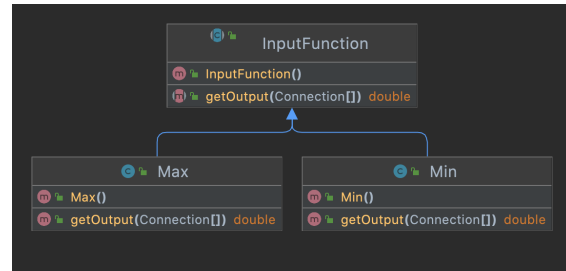 InputFunction
InputFunction()
getOutput(Connection[]) double
Max
Max()
getOutput(Connection[]) double
Min
Min()
getOutput(Connection[]) double